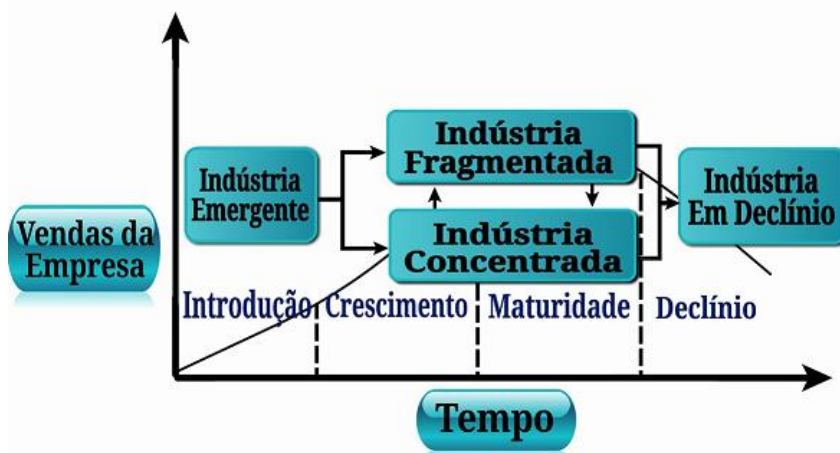 Indústria
Fragmentada
Indústria
Emergente
Indústria
Em Declínio
Indústria
Concentrada
Vendas da
Empresa
Introdução
Crescimento
Maturidade
Declínio
Tempo